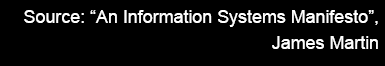 Source: “An Information Systems Manifesto”,
James Martin